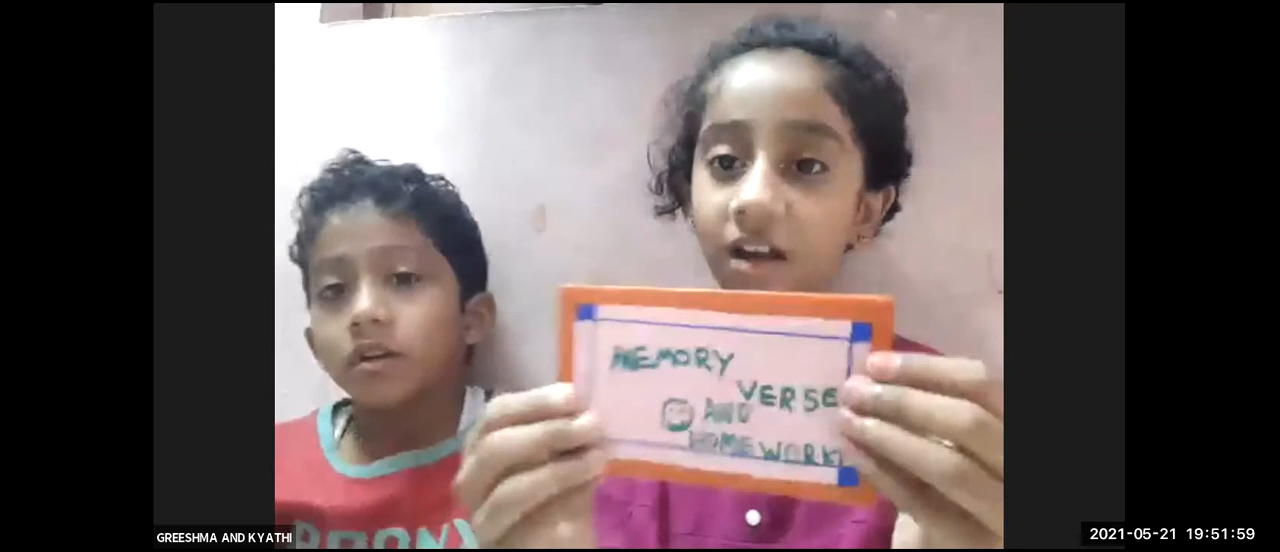 MEMORY
VERSE
AND
HOMEWORK
GREESHMA AND KYATHI
2021-05-21 19:51:59